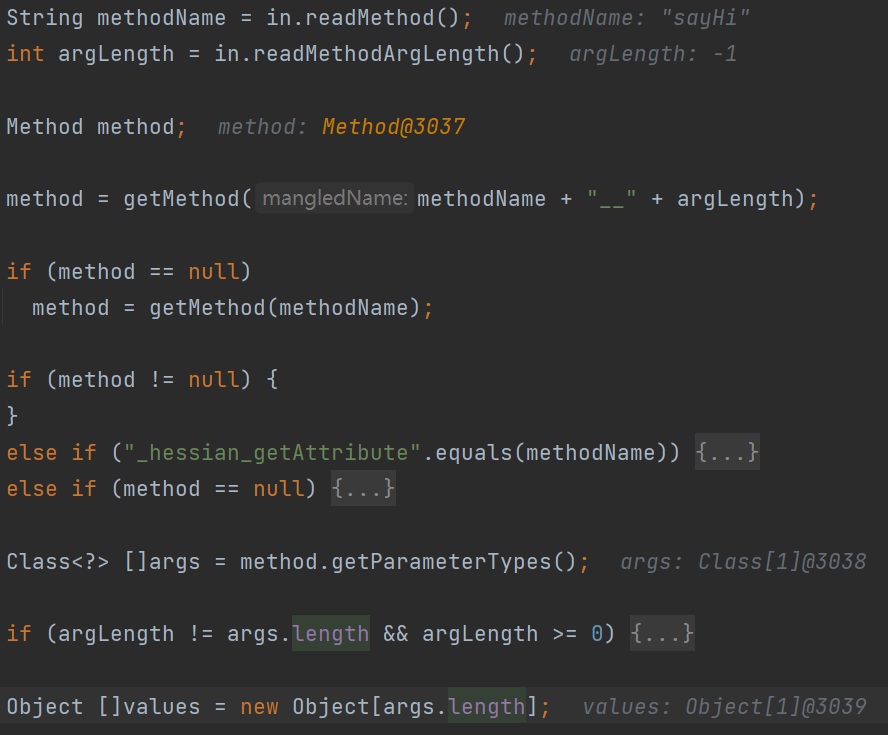 String methodName = in.readMethod();  methodName: "sayHi"
int argLength = in.readMethodArgLength();  argLength: -1
Method method;  method: Method@3037
method = getMethod( mangledName: methodName + "__" + argLength);
if (method == null)
  method = getMethod(methodName);
if (method != null) {
}
else if ("_hessian_getAttribute".equals(methodName)) {...}
else if (method == null) {...}
Class<?> []args = method.getParameterTypes();  args: Class[1]@3038
if (argLength != args.length && argLength >= 0) {...}
Object []values = new Object[args.length];  values: Object[1]@3039